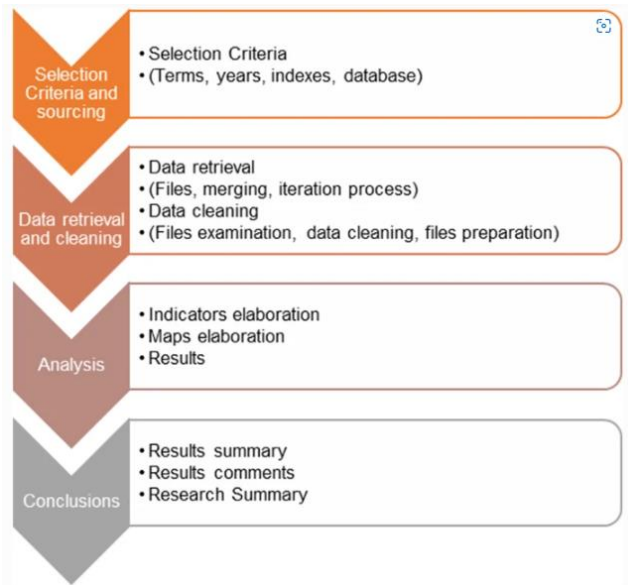 Selection
Criteria and
sourcing
• Selection Criteria
• (Terms, years, indexes, database)
Data retrieval
and cleaning
• Data retrieval
• (Files, merging, iteration process)
• Data cleaning
• (Files examination, data cleaning, files preparation)
Analysis
• Indicators elaboration
• Maps elaboration
• Results
Conclusions
• Results summary
• Results comments
• Research Summary